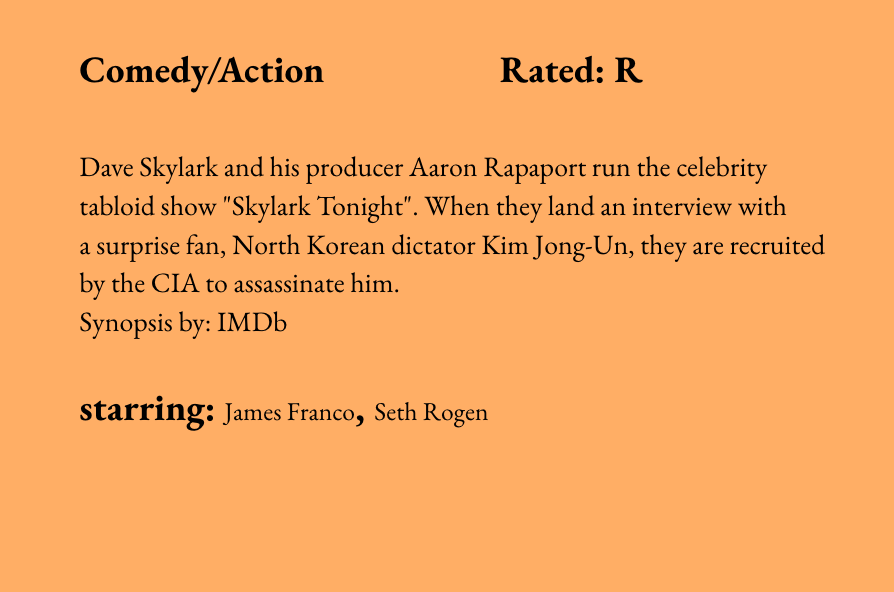 Comedy/Action Rated: R
Dave Skylark and his producer Aaron Rapaport run the celebrity
tabloid show "Skylark Tonight". When they land an interview with
a surprise fan, North Korean dictator Kim Jong-Un, they are recruited
by the CIA to assassinate him.
Synopsis by: IMDb
starring: James Franco, Seth Rogen